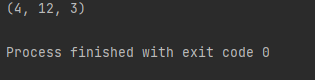 (4, 12, 3)
Process finished with exit code 0